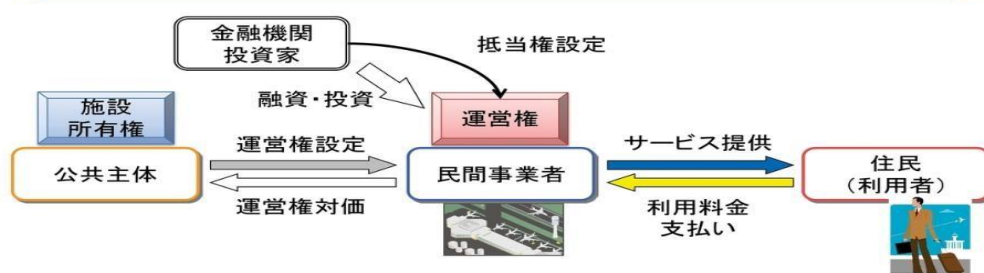 金融機関
投資家
抵当権設定
融資・投資
施設
所有権
運営権
公共主体
運営権設定
運営権対価
民間事業者
サービス提供
利用料金
支払い
住民
（利用者）